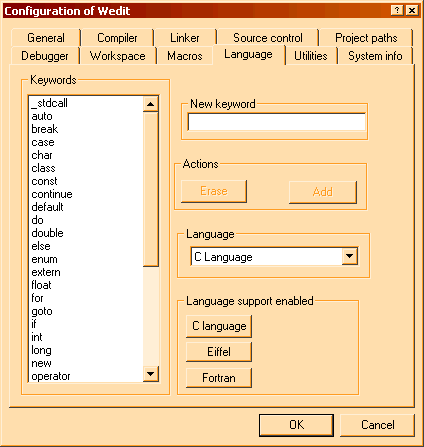 Configuration of Wedit
General Compiler Linker Source control Project paths
Debugger Workspace Macros Language Utilities System info
Keywords
_stdcall
auto
break
case
char
class
const
continue
default
do
double
else
enum
extern
float
for
goto
if
int
long
new
operator
New keyword
Actions
Erase Add
Language
C Language
Language support enabled
C language
Eiffel
Fortran
OK Cancel